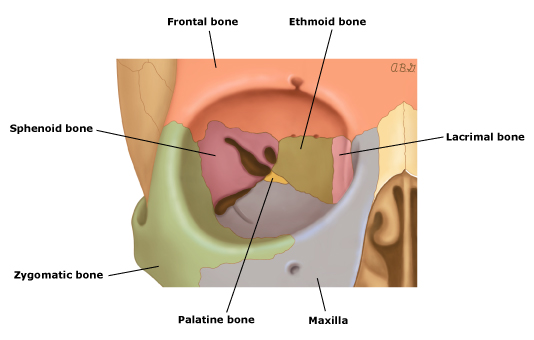 Frontal bone
Ethmoid bone
Sphenoid bone
Lacrimal bone
Zygomatic bone
Palatine bone
Maxilla